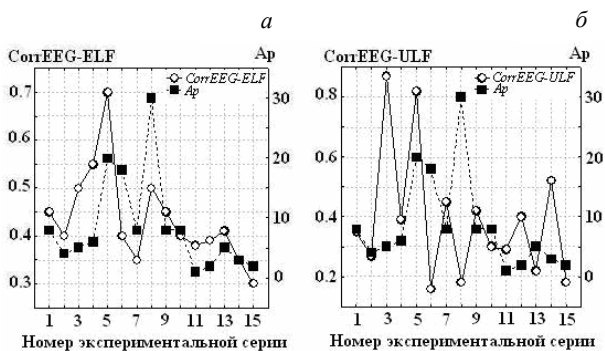 а
б
CorrEEG-ELF Ap
CorrEEG-ULF Ap
CorrEEG-ELF
Ap
CorrEEG-ULF
Ap
0.7
0.6
0.5
0.4
0.3
30
20
10
0
0.8
0.6
0.4
0.2
30
20
10
0
1 3 5 7 9 11 13 15
1 3 5 7 9 11 13 15
Номер экспериментальной серии
Номер экспериментальной серии